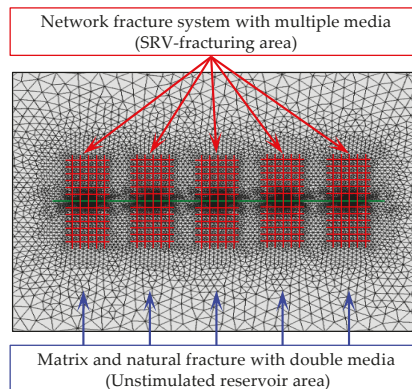 Network fracture system with multiple media
(SRV-fracturing area)
Matrix and natural fracture with double media
(Unstimulated reservoir area)